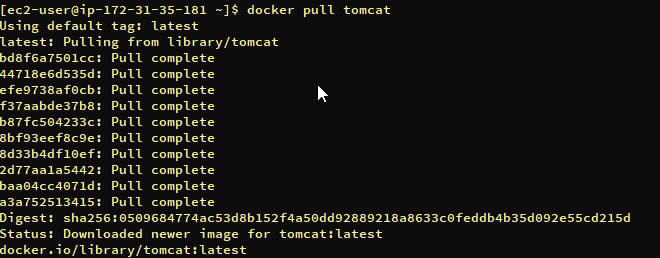 [ec2-user@ip-172-31-35-181 ~]$ docker pull tomcat
Using default tag: latest
latest: Pulling from library/tomcat
bd8f6a7501cc: Pull complete
44718e6d535d: Pull complete
efe9738af0cb: Pull complete
f37aabde37b8: Pull complete
b87fc504233c: Pull complete
8bf93eef8c9e: Pull complete
8d33b4df10ef: Pull complete
2d77aa1a5442: Pull complete
baa04cc4071d: Pull complete
a3a752513415: Pull complete
Digest: sha256:0509684774ac53d8b152f4a50dd92889218a8633c0feddb4b35d092e55cd215d
Status: Downloaded newer image for tomcat:latest
docker.io/library/tomcat:latest